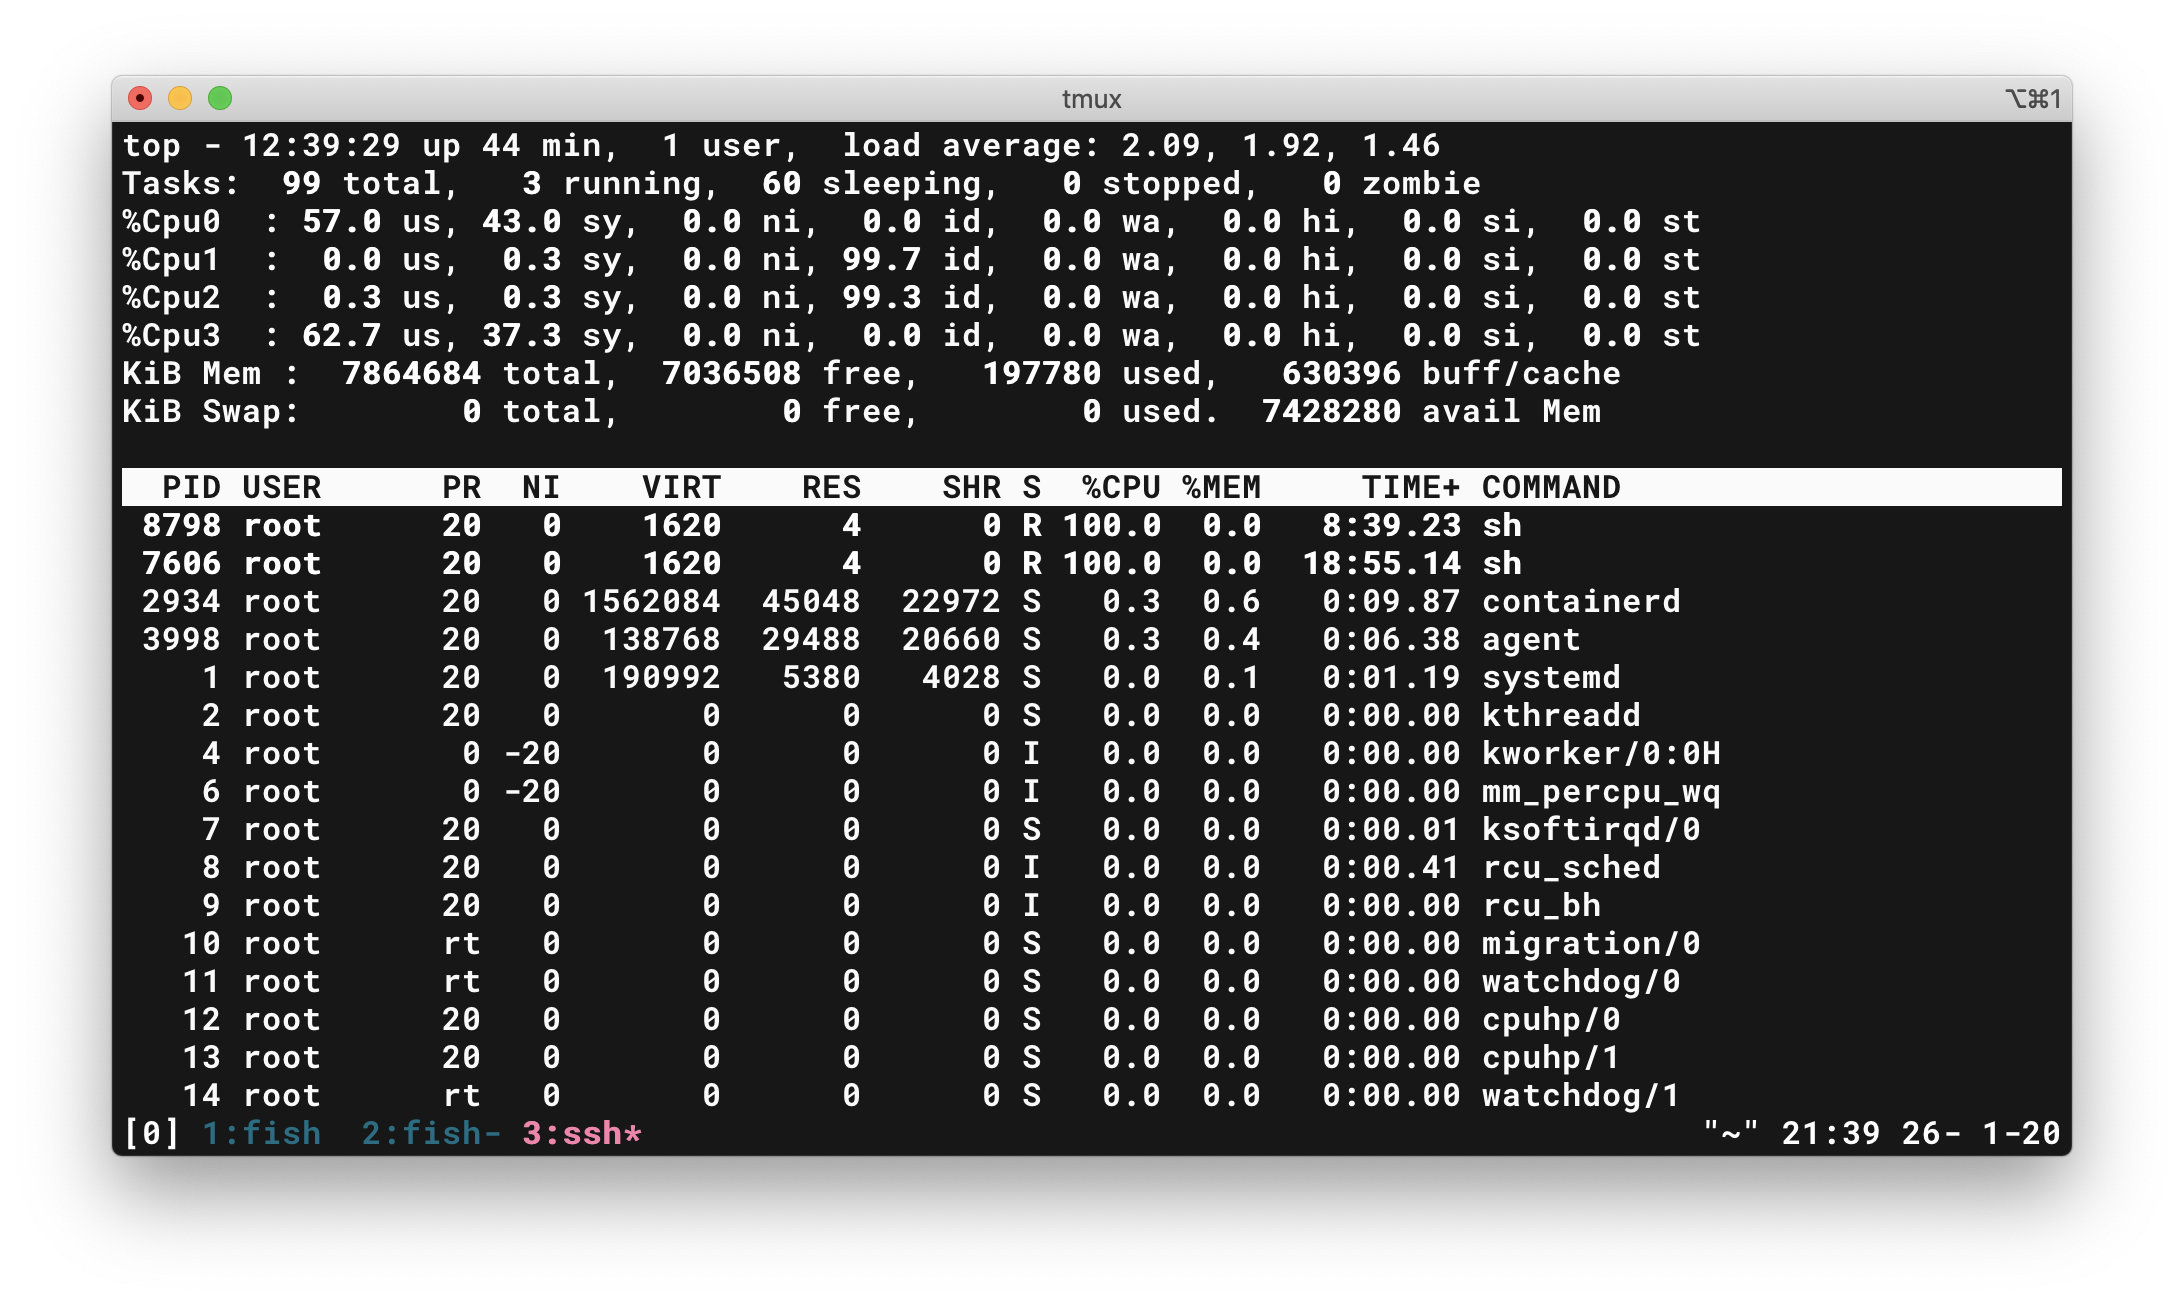 tmux ⌥⌘1
top - 12:39:29 up 44 min,  1 user,  load average: 2.09, 1.92, 1.46
Tasks:  99 total,   3 running,  60 sleeping,   0 stopped,   0 zombie
%Cpu0  : 57.0 us, 43.0 sy,  0.0 ni,  0.0 id,  0.0 wa,  0.0 hi,  0.0 si,  0.0 st
%Cpu1  :  0.0 us,  0.3 sy,  0.0 ni, 99.7 id,  0.0 wa,  0.0 hi,  0.0 si,  0.0 st
%Cpu2  :  0.3 us,  0.3 sy,  0.0 ni, 99.3 id,  0.0 wa,  0.0 hi,  0.0 si,  0.0 st
%Cpu3  : 62.7 us, 37.3 sy,  0.0 ni,  0.0 id,  0.0 wa,  0.0 hi,  0.0 si,  0.0 st
KiB Mem :  7864684 total,  7036508 free,   197780 used,   630396 buff/cache
KiB Swap:        0 total,        0 free,        0 used.  7428280 avail Mem
  PID USER      PR  NI    VIRT    RES    SHR S  %CPU %MEM     TIME+ COMMAND
 8798 root      20   0    1620      4      0 R 100.0  0.0   8:39.23 sh
 7606 root      20   0    1620      4      0 R 100.0  0.0  18:55.14 sh
 2934 root      20   0 1562084  45048  22972 S   0.3  0.6   0:09.87 containerd
 3998 root      20   0  138768  29488  20660 S   0.3  0.4   0:06.38 agent
    1 root      20   0  190992   5380   4028 S   0.0  0.1   0:01.19 systemd
    2 root      20   0       0      0      0 S   0.0  0.0   0:00.00 kthreadd
    4 root       0 -20       0      0      0 I   0.0  0.0   0:00.00 kworker/0:0H
    6 root       0 -20       0      0      0 I   0.0  0.0   0:00.00 mm_percpu_wq
    7 root      20   0       0      0      0 S   0.0  0.0   0:00.01 ksoftirqd/0
    8 root      20   0       0      0      0 I   0.0  0.0   0:00.41 rcu_sched
    9 root      20   0       0      0      0 I   0.0  0.0   0:00.00 rcu_bh
   10 root      rt   0       0      0      0 S   0.0  0.0   0:00.00 migration/0
   11 root      rt   0       0      0      0 S   0.0  0.0   0:00.00 watchdog/0
   12 root      20   0       0      0      0 S   0.0  0.0   0:00.00 cpuhp/0
   13 root      20   0       0      0      0 S   0.0  0.0   0:00.00 cpuhp/1
   14 root      rt   0       0      0      0 S   0.0  0.0   0:00.00 watchdog/1
[0] 1:fish  2:fish- 3:ssh* "~" 21:39 26- 1-20